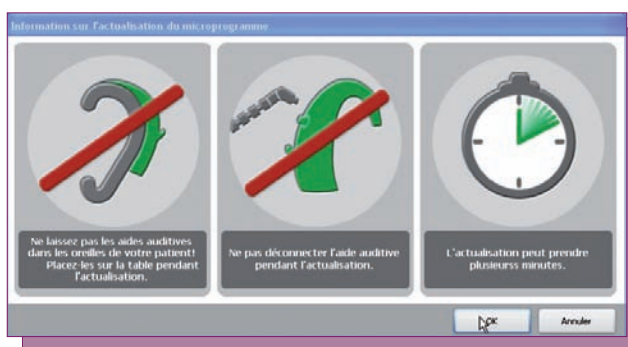 Information sur l'actualisation du microprogramme
Ne laissez pas les aides auditives
dans les oreilles de votre patient!
Placez-les sur la table pendant
l'actualisation.
Ne pas déconnecter l'aide auditive
pendant l'actualisation.
L'actualisation peut prendre
plusieurss minutes.
OK
Annuler